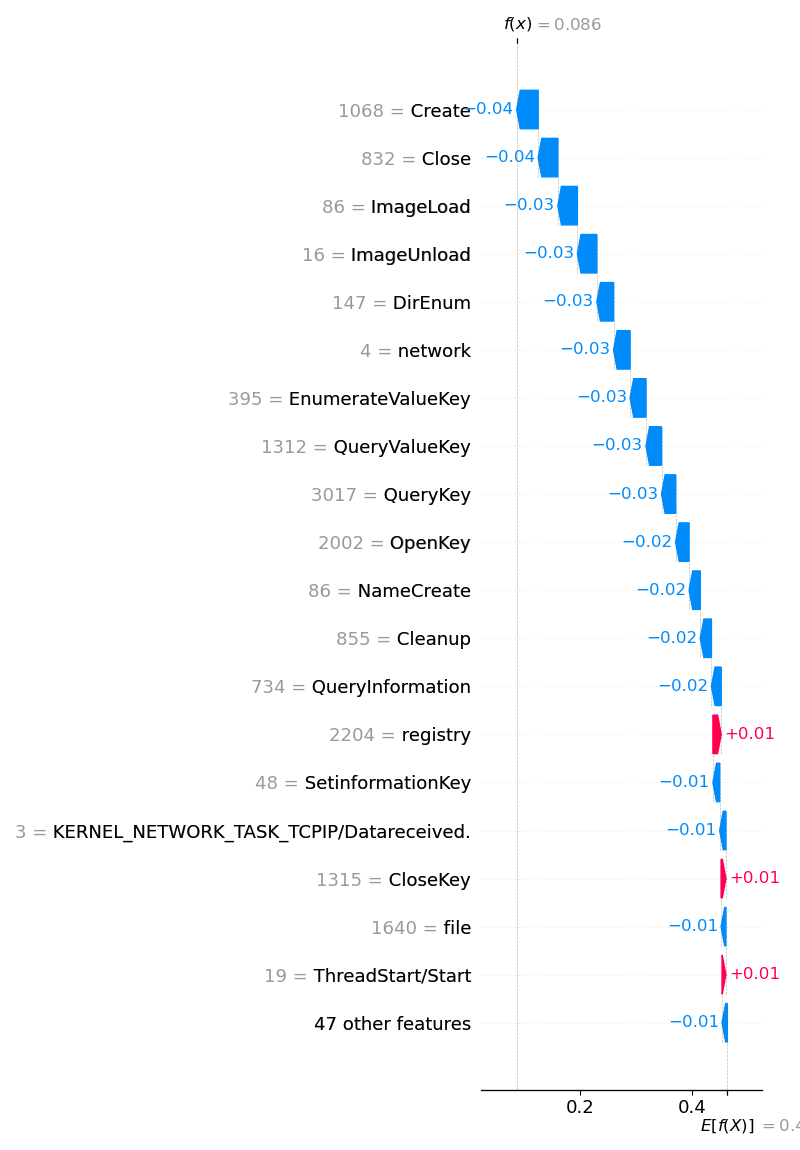 f(x) = 0.086
1068 = Create −0.04
832 = Close −0.04
86 = ImageLoad −0.03
16 = ImageUnload −0.03
147 = DirEnum −0.03
4 = network −0.03
395 = EnumerateValueKey −0.03
1312 = QueryValueKey −0.03
3017 = QueryKey −0.03
2002 = OpenKey −0.02
86 = NameCreate −0.02
855 = Cleanup −0.02
734 = QueryInformation −0.02
2204 = registry +0.01
48 = SetinformationKey −0.01
3 = KERNEL_NETWORK_TASK_TCPIP/Datareceived. −0.01
1315 = CloseKey +0.01
1640 = file −0.01
19 = ThreadStart/Start +0.01
47 other features −0.01
0.2 0.4
E[f(X)] = 0.4